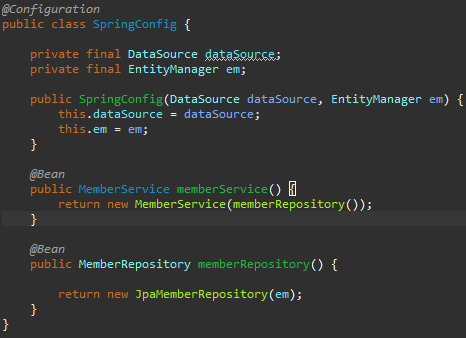 @Configuration
public class SpringConfig {
private final DataSource dataSource;
private final EntityManager em;
public SpringConfig(DataSource dataSource, EntityManager em) {
this.dataSource = dataSource;
this.em = em;
}
@Bean
public MemberService memberService() {
return new MemberService(memberRepository());
}
@Bean
public MemberRepository memberRepository() {
return new JpaMemberRepository(em);
}
}